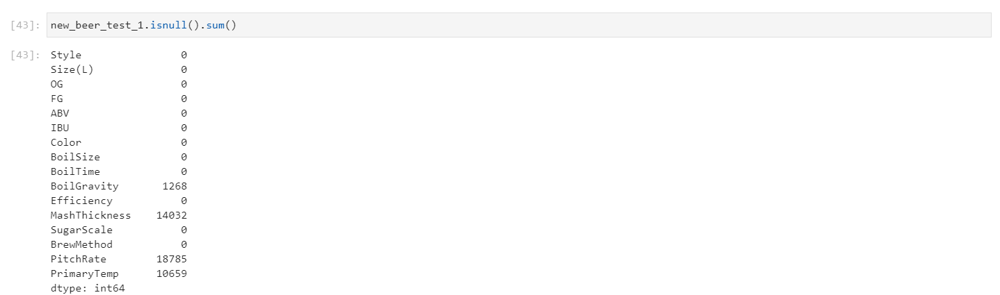 [43]: new_beer_test_1.isnull().sum()
[43]: Style 0
Size(L) 0
OG 0
FG 0
ABV 0
IBU 0
Color 0
BoilSize 0
BoilTime 0
BoilGravity 1268
Efficiency 0
MashThickness 14032
SugarScale 0
BrewMethod 0
PitchRate 18785
PrimaryTemp 10659
dtype: int64